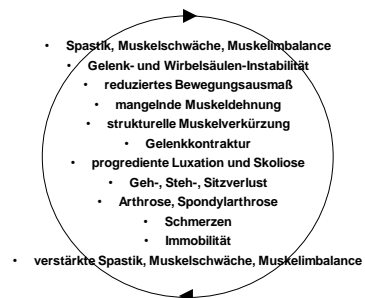 • Spastik, Muskelschwäche, Muskelimbalance
• Gelenk- und Wirbelsäulen-Instabilität
• reduziertes Bewegungsausmaß
• mangelnde Muskeldehnung
• strukturelle Muskelverkürzung
• Gelenkkontraktur
• progrediente Luxation und Skoliose
• Geh-, Steh-, Sitzverlust
• Arthrose, Spondylarthrose
• Schmerzen
• Immobilität
• verstärkte Spastik, Muskelschwäche, Muskelimbalance